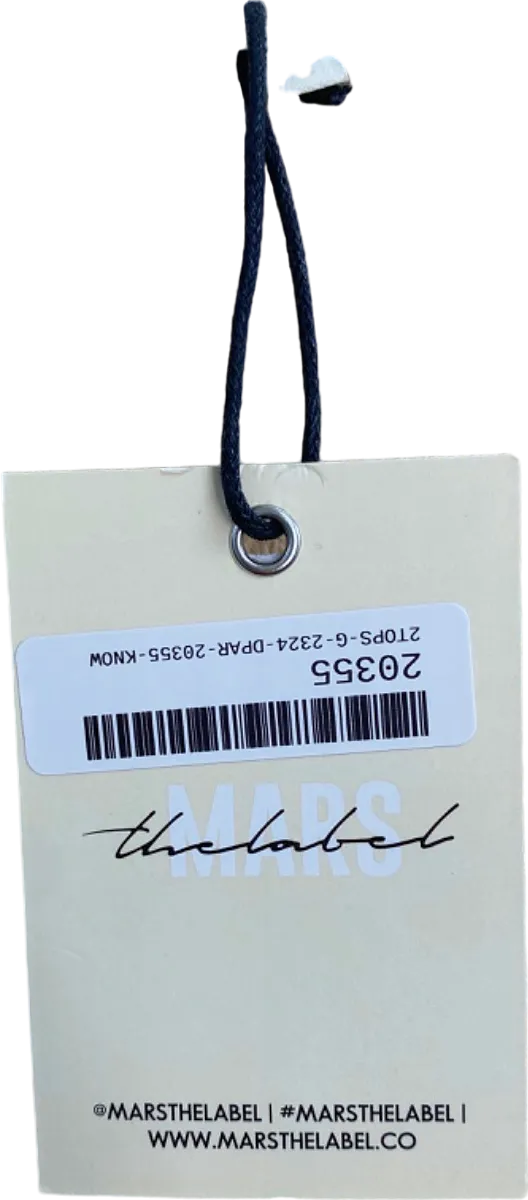 2TOPS-G-2324-DPAR-20355-KNOW
20355
MARS
thelabel
@MARSTHELABEL | #MARSTHELABEL |
WWW.MARSTHELABEL.CO